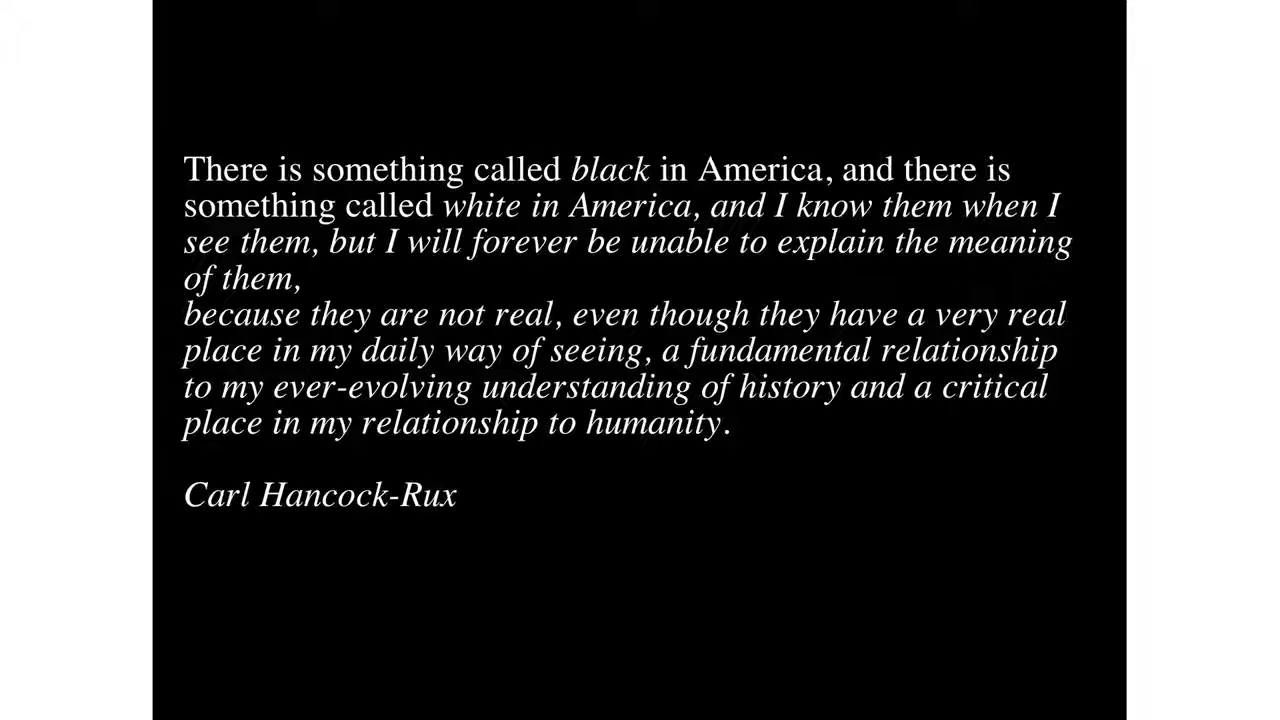 There is something called black in America, and there is
something called white in America, and I know them when I
see them, but I will forever be unable to explain the meaning
of them,
because they are not real, even though they have a very real
place in my daily way of seeing, a fundamental relationship
to my ever-evolving understanding of history and a critical
place in my relationship to humanity.
Carl Hancock-Rux